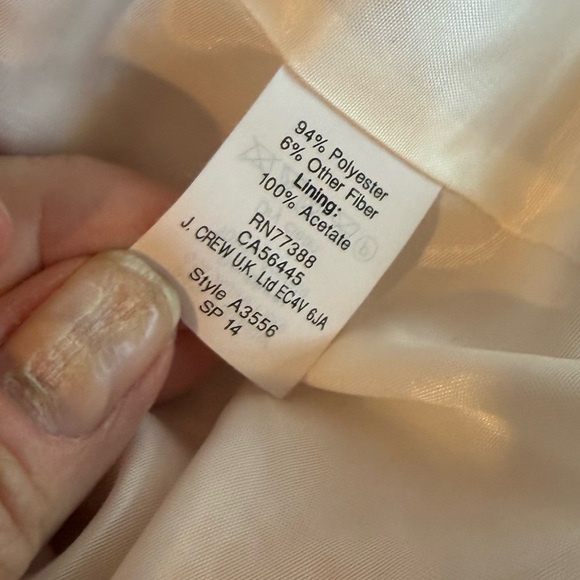 94% Polyester
6% Other Fiber
Lining:
100% Acetate
RN77388
CA56445
J. CREW U.K. Ltd EC4V 6JA
Style A3556
SP 14